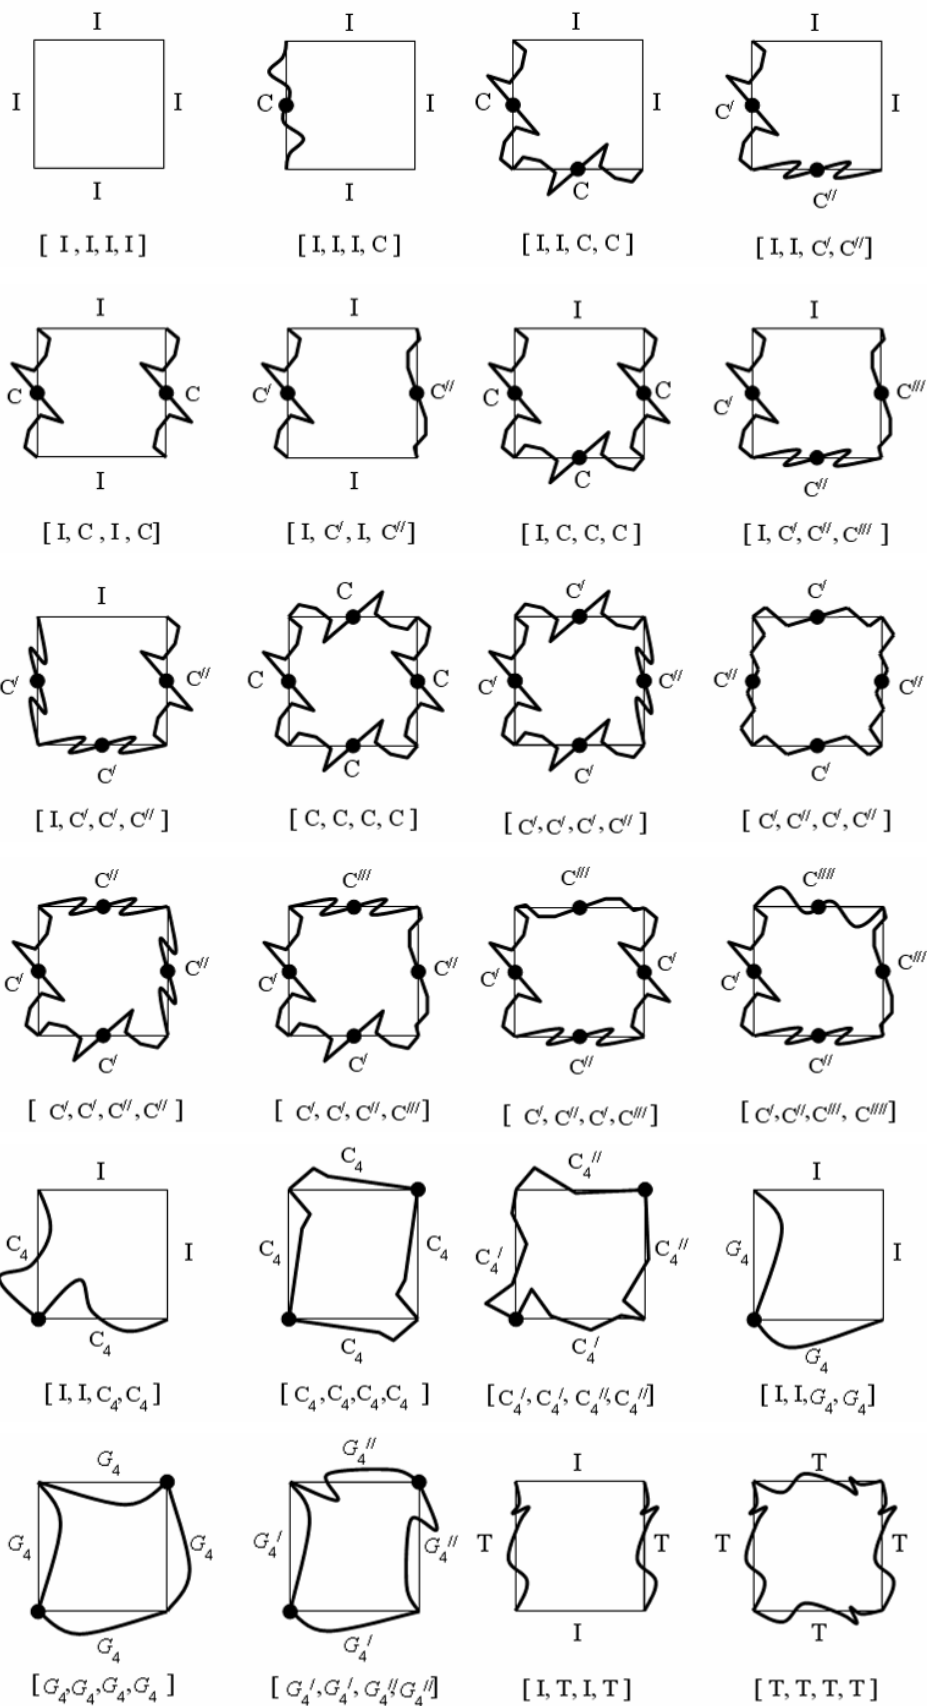 I I I I
I I C I C I C′ I
I I C C″
[ I , I, I, I ] [ I, I, I, C ] [ I, I, C, C ] [ I, I, C′, C″]
I I I I
C C C′ C″ C C C′ C‴
I I C C″
[ I, C , I , C] [ I, C′, I, C″] [ I, C, C, C ] [ I, C′, C″, C‴ ]
I C C′ C′
C′ C″ C C C′ C″ C″ C″
C′ C C′ C′
[ I, C′, C′, C″ ] [ C, C, C, C ] [ C′, C′, C′, C″ ] [ C′, C″, C′, C″ ]
C″ C‴ C‴ C⁗
C′ C″ C′ C″ C′ C′ C′ C‴
C′ C′ C″ C″
[ C′, C′, C″, C″ ] [ C′, C′, C″, C‴] [ C′, C″, C′, C‴] [C′, C″, C‴, C⁗]
I C₄ C₄″ I
C₄ I C₄ C₄ C₄′ C₄″ G₄ I
C₄ C₄ C₄′ G₄
[ I, I, C₄, C₄ ] [ C₄, C₄, C₄, C₄ ] [C₄′, C₄′, C₄″, C₄″] [ I, I, G₄, G₄ ]
G₄ G₄″ I T
G₄ G₄ G₄′ G₄″ T T T T
G₄ G₄′ I T
[G₄, G₄, G₄, G₄ ] [ G₄′, G₄′, G₄″, G₄″] [ I, T, I, T ] [ T, T, T, T ]